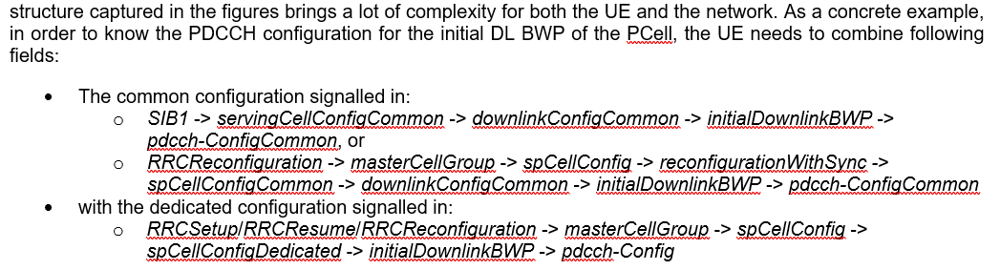 structure captured in the figures brings a lot of complexity for both the UE and the network. As a concrete example,
in order to know the PDCCH configuration for the initial DL BWP of the PCell, the UE needs to combine following
fields:
• The common configuration signalled in:
o SIB1 -> servingCellConfigCommon -> downlinkConfigCommon -> initialDownlinkBWP ->
pdcch-ConfigCommon, or
o RRCReconfiguration -> masterCellGroup -> spCellConfig -> reconfigurationWithSync ->
spCellConfigCommon -> downlinkConfigCommon -> initialDownlinkBWP -> pdcch-ConfigCommon
• with the dedicated configuration signalled in:
o RRCSetup/RRCResume/RRCReconfiguration -> masterCellGroup -> spCellConfig ->
spCellConfigDedicated -> initialDownlinkBWP -> pdcch-Config